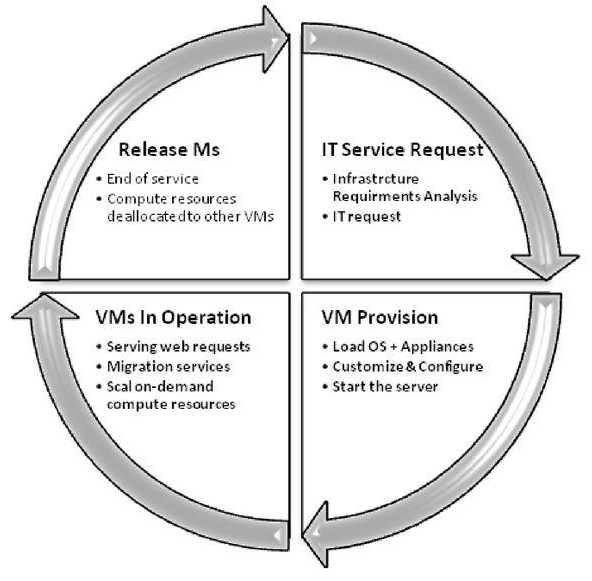 Release Ms
• End of service
• Compute resources
deallocated to other VMs
IT Service Request
• Infrastrcture
Requirments Analysis
• IT request
VMs In Operation
• Serving web requests
• Migration services
• Scal on-demand
compute resources
VM Provision
• Load OS + Appliances
• Customize & Configure
• Start the server